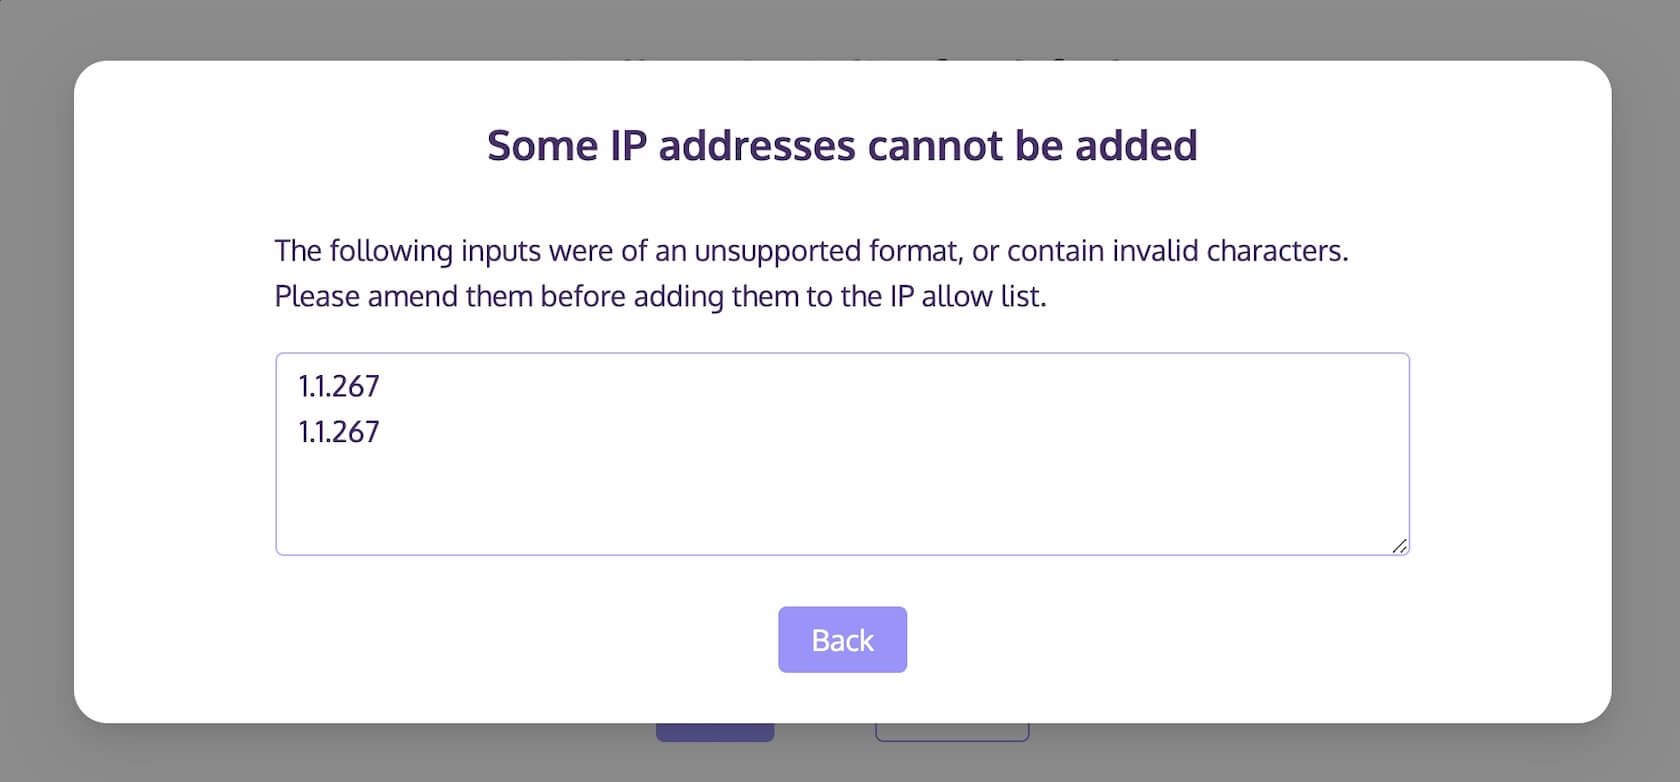 Some IP addresses cannot be added
The following inputs were of an unsupported format, or contain invalid characters.
Please amend them before adding them to the IP allow list.
1.1.267
1.1.267
Back